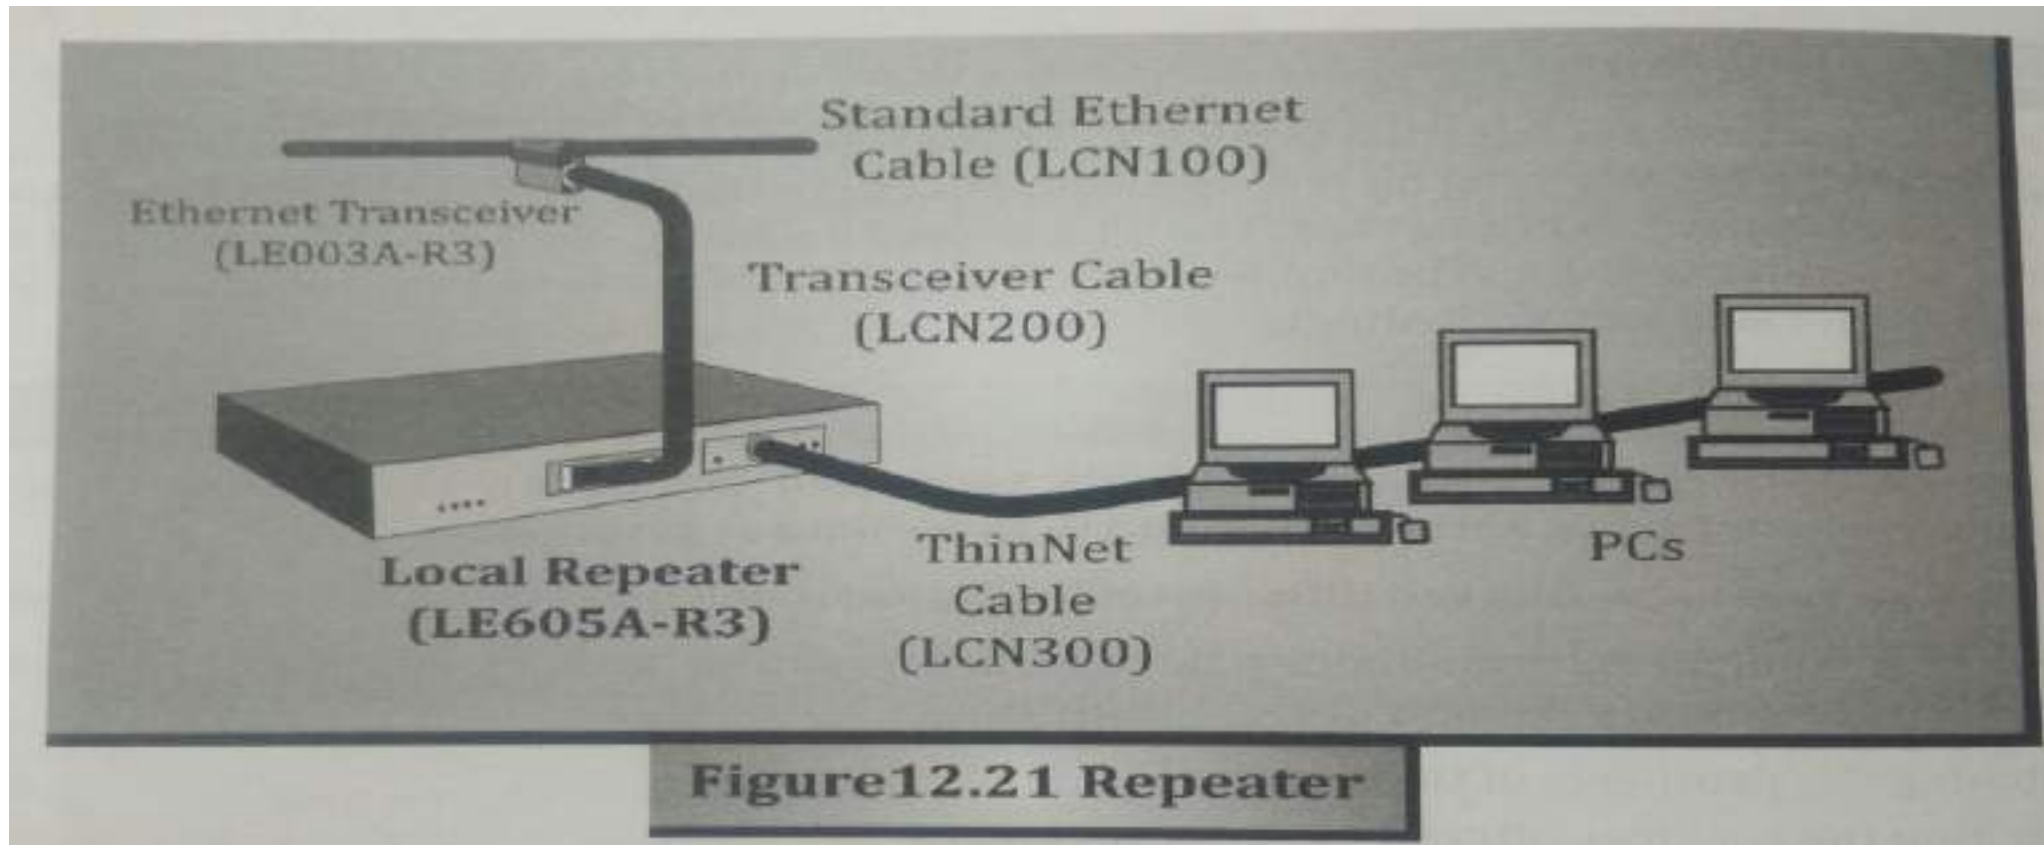 Standard Ethernet
Cable (LCN100)
Ethernet Transceiver
(LE003A-R3)
Transceiver Cable
(LCN200)
Local Repeater
(LE605A-R3)
ThinNet
Cable
(LCN300)
PCs
Figure12.21 Repeater